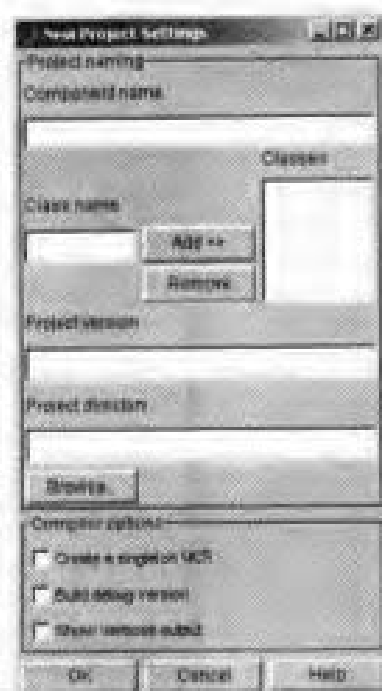 New Project Settings
Project naming
Component name
Classes
Class name
Add >>
Remove
Project version
Project directory
Browse...
Compiler options
Create a singleton MCR
Build debug version
Show verbose output
OK
Cancel
Help